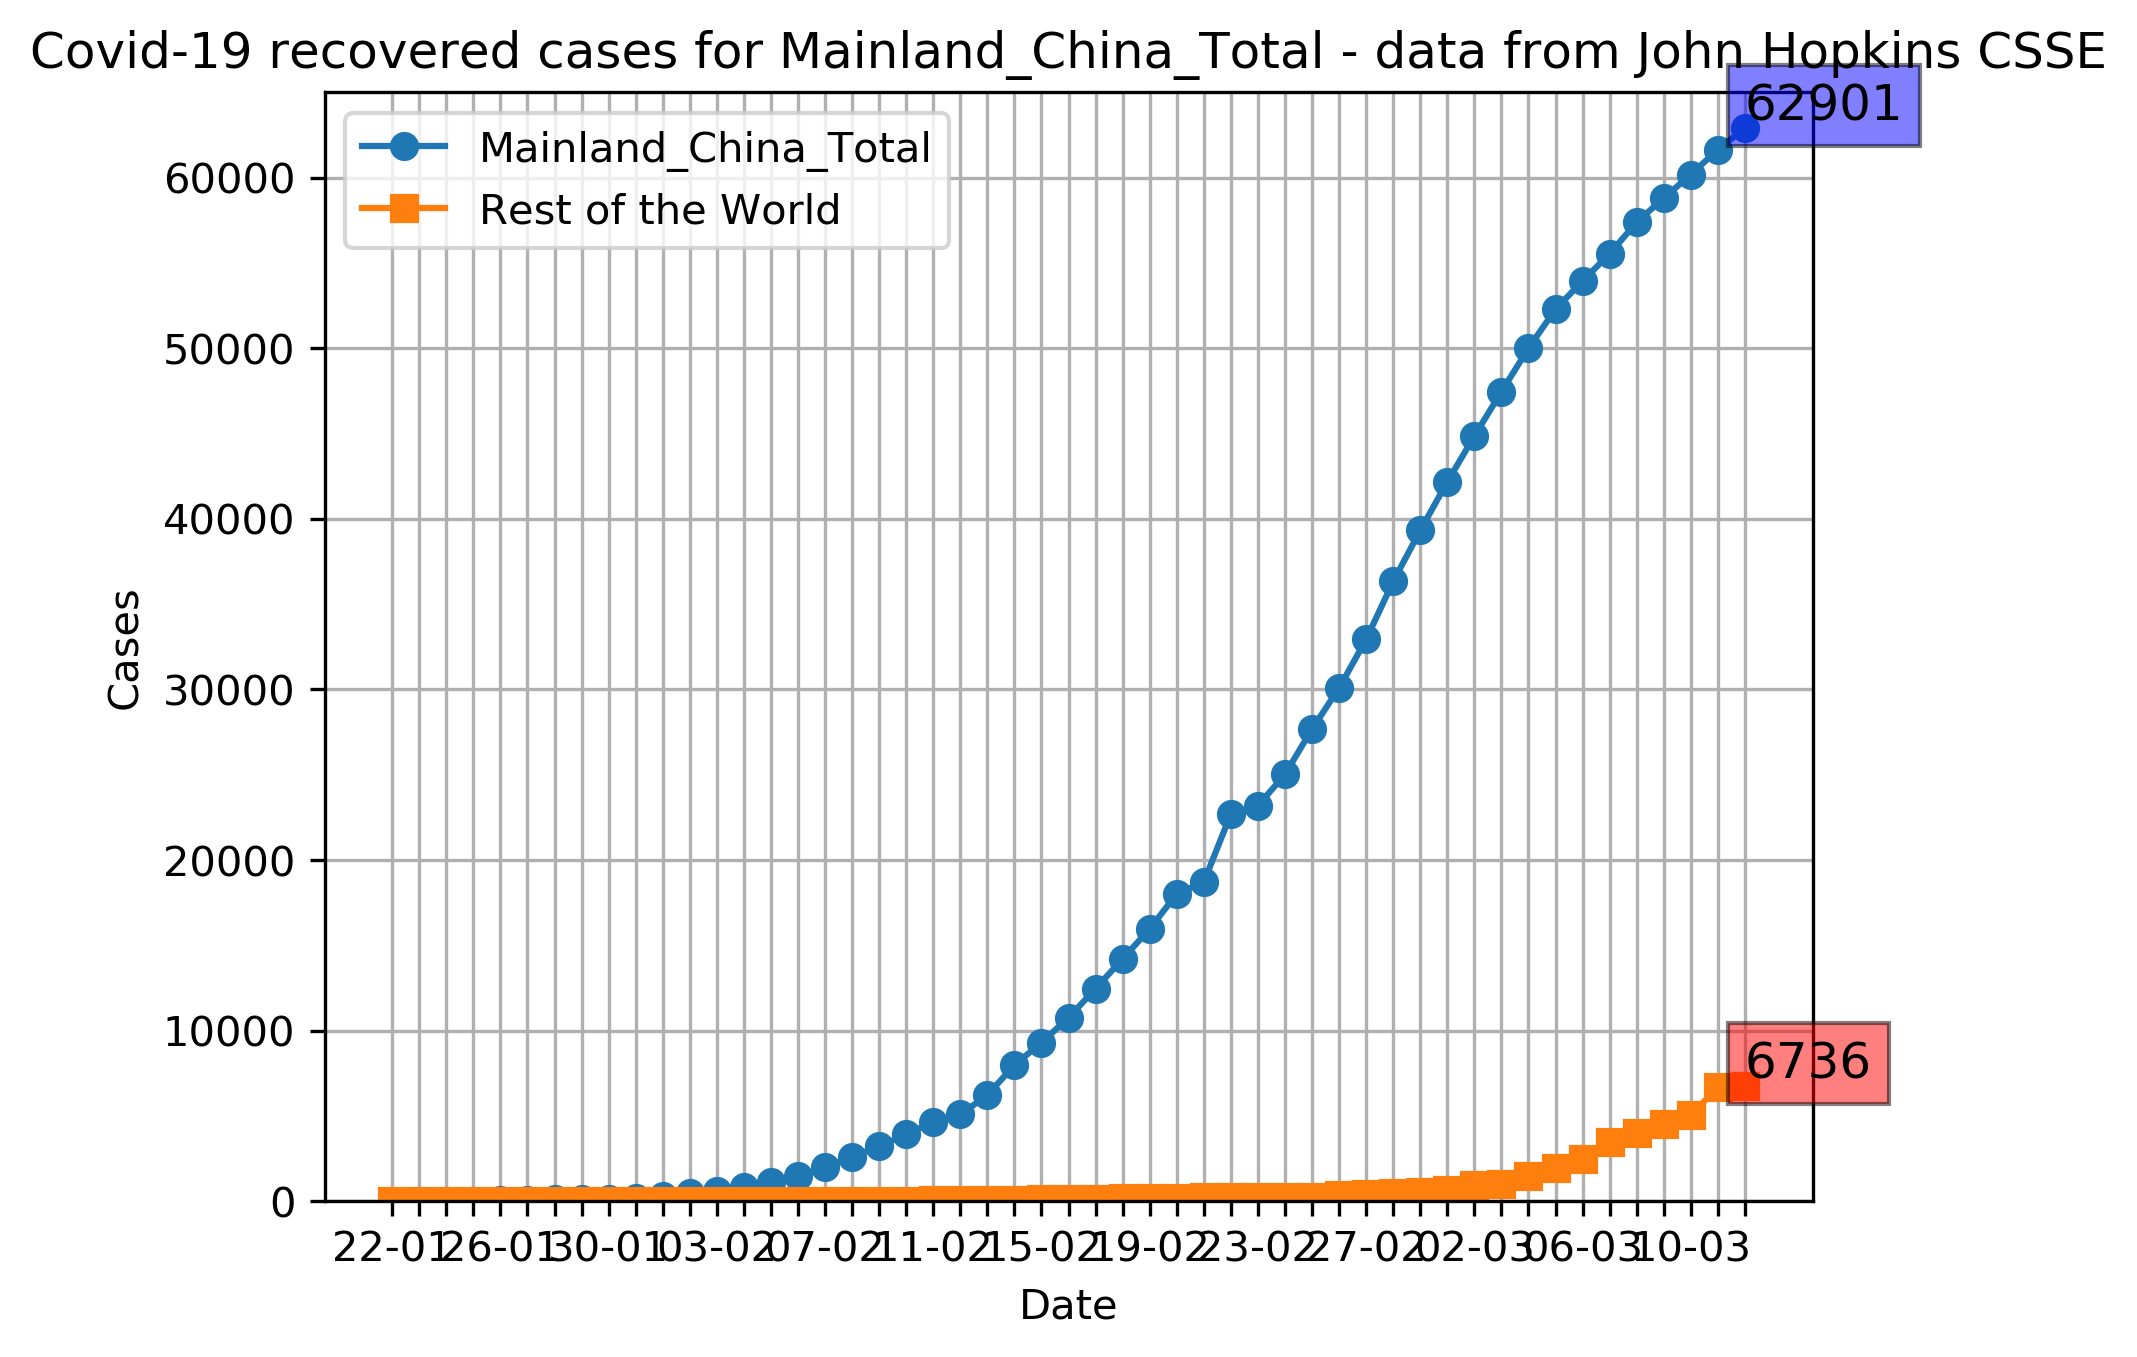 Covid-19 recovered cases for Mainland_China_Total - data from John Hopkins CSSE
62901
Mainland_China_Total
Rest of the World
60000
50000
40000
30000
20000
10000
0
6736
Cases
22-01 26-01 30-01 03-02 07-02 11-02 15-02 19-02 23-02 27-02 02-03 06-03 10-03
Date